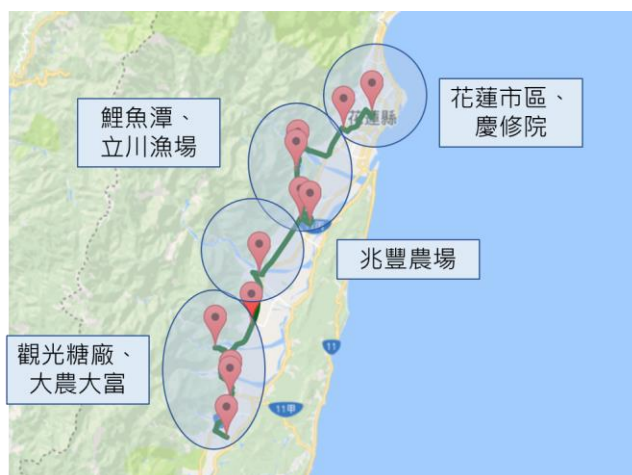 鯉魚潭、
立川漁場
花蓮市區、
慶修院
花蓮縣
兆豐農場
觀光糖廠、
大農大富
11
11甲